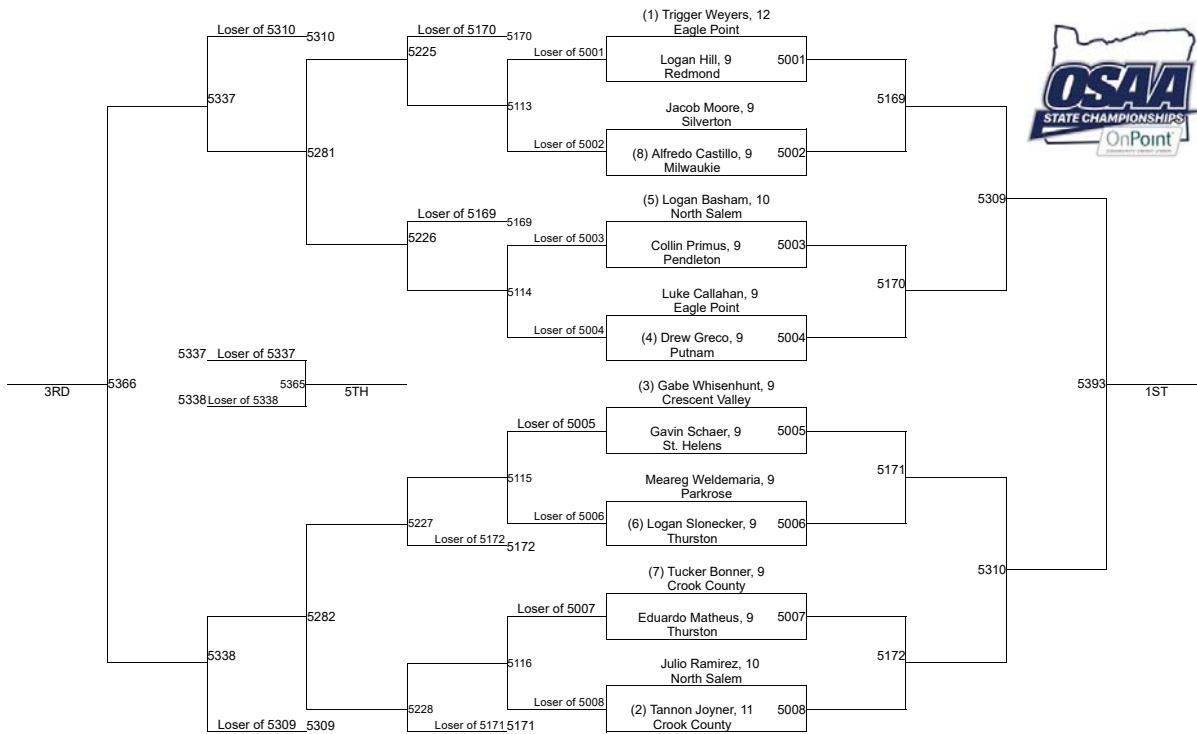 (1) Trigger Weyers, 12
Eagle Point
Loser of 5310
5310
Loser of 5170
5170
5225
Loser of 5001
Logan Hill, 9
5001
Redmond
5337
5113
5169
Jacob Moore, 9
Silverton
OSAA
STATE CHAMPIONSHIPS
OnPoint
COMMUNITY CREDIT UNION
5281
Loser of 5002
(8) Alfredo Castillo, 9
5002
Milwaukie
(5) Logan Basham, 10
North Salem
5309
Loser of 5169
5169
5226
Loser of 5003
Collin Primus, 9
5003
Pendleton
5114
5170
Luke Callahan, 9
Eagle Point
Loser of 5004
(4) Drew Greco, 9
5004
Putnam
5337
Loser of 5337
3RD
5366
5365
5TH
5338
Loser of 5338
(3) Gabe Whisenhunt, 9
Crescent Valley
5393
1ST
Loser of 5005
Gavin Schaer, 9
5005
St. Helens
5115
5171
Meareg Weldemaria, 9
Parkrose
5227
Loser of 5006
(6) Logan Slonecker, 9
5006
Thurston
Loser of 5172
5172
(7) Tucker Bonner, 9
Crook County
5310
5282
Loser of 5007
Eduardo Matheus, 9
5007
Thurston
5338
5116
5172
Julio Ramirez, 10
North Salem
5228
Loser of 5008
(2) Tannon Joyner, 11
5008
Crook County
Loser of 5309
5309
Loser of 5171
5171